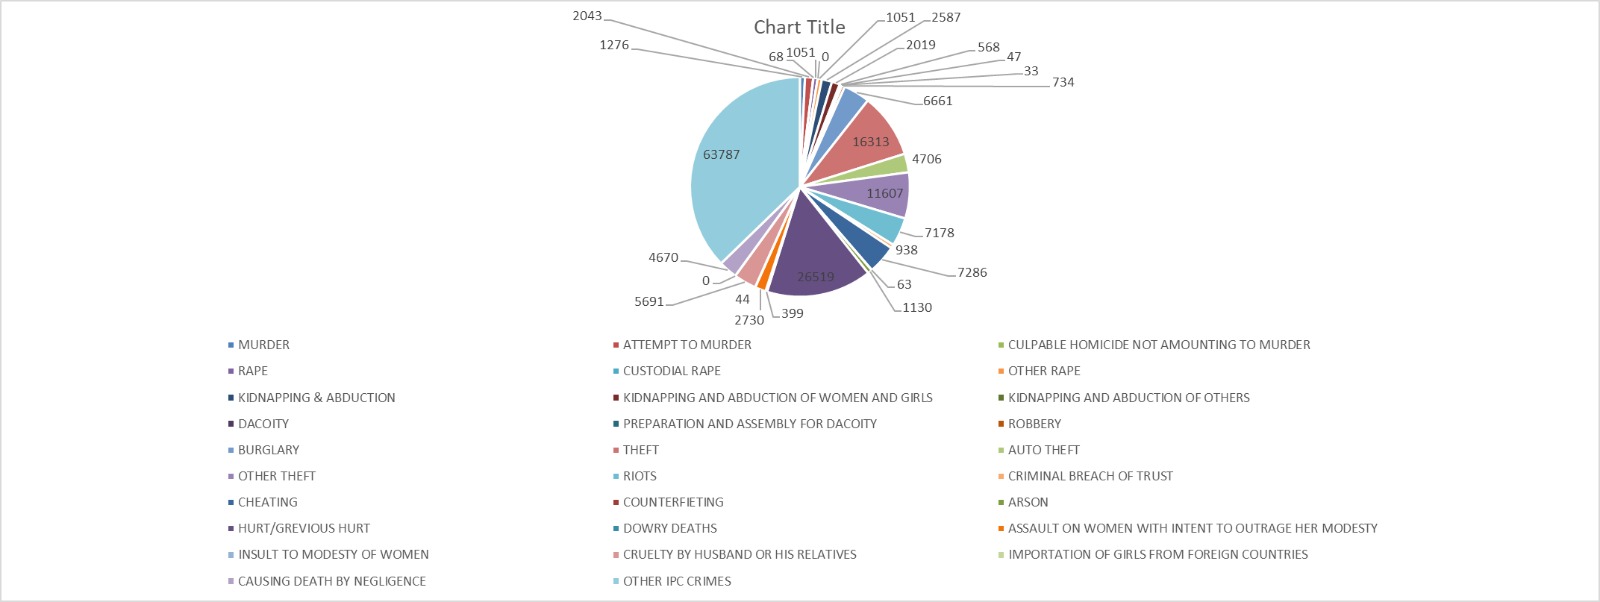 2043
Chart Title
1051
2587
1276
68
1051
0
2019
568
47
33
734
6661
63787
16313
4706
11607
7178
938
4670
7286
0
26519
63
5691
44
1130
399
2730
MURDER
ATTEMPT TO MURDER
CULPABLE HOMICIDE NOT AMOUNTING TO MURDER
RAPE
CUSTODIAL RAPE
OTHER RAPE
KIDNAPPING & ABDUCTION
KIDNAPPING AND ABDUCTION OF WOMEN AND GIRLS
KIDNAPPING AND ABDUCTION OF OTHERS
DACOITY
PREPARATION AND ASSEMBLY FOR DACOITY
ROBBERY
BURGLARY
THEFT
AUTO THEFT
OTHER THEFT
RIOTS
CRIMINAL BREACH OF TRUST
CHEATING
COUNTERFIETING
ARSON
HURT/GREVIOUS HURT
DOWRY DEATHS
ASSAULT ON WOMEN WITH INTENT TO OUTRAGE HER MODESTY
INSULT TO MODESTY OF WOMEN
CRUELTY BY HUSBAND OR HIS RELATIVES
IMPORTATION OF GIRLS FROM FOREIGN COUNTRIES
CAUSING DEATH BY NEGLIGENCE
OTHER IPC CRIMES